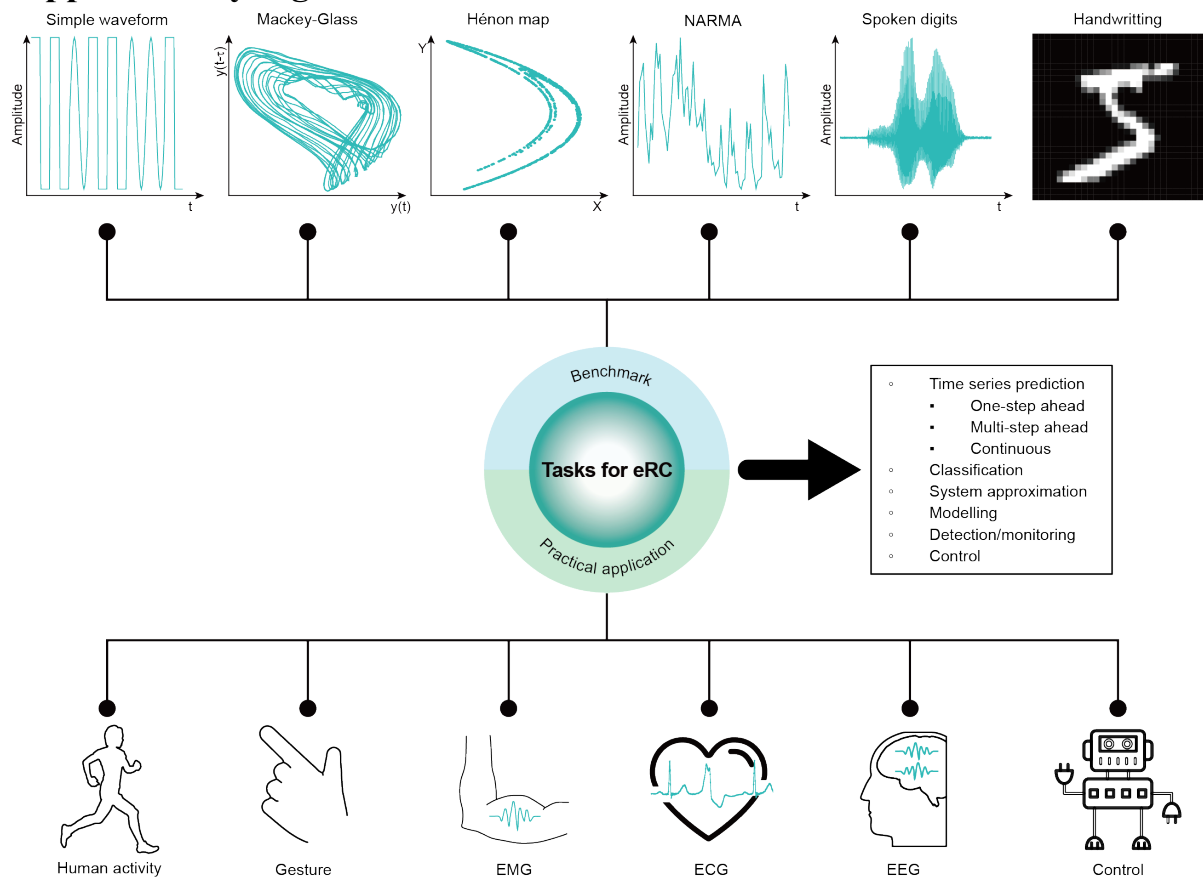 Simple waveform
Mackey-Glass
Hénon map
NARMA
Spoken digits
Handwritting
Amplitude
t
y(t-τ)
y(t)
Y
X
Amplitude
t
Amplitude
t
Benchmark
Tasks for eRC
Practical application
◦ Time series prediction
▪ One-step ahead
▪ Multi-step ahead
▪ Continuous
◦ Classification
◦ System approximation
◦ Modelling
◦ Detection/monitoring
◦ Control
Human activity
Gesture
EMG
ECG
EEG
Control